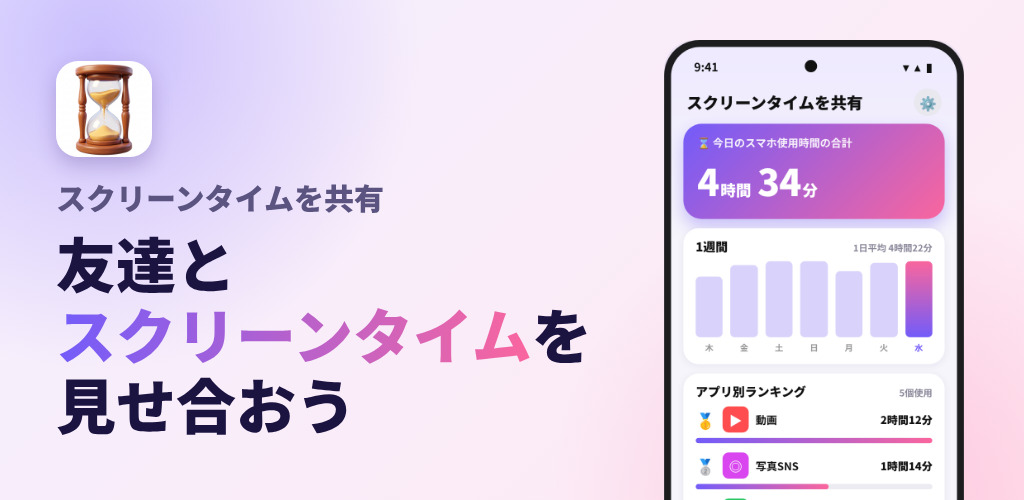 スクリーンタイムを共有
友達と
スクリーンタイムを
見せ合おう
9:41
スクリーンタイムを共有
今日のスマホ使用時間の合計
4時間 34分
1週間
1日平均 4時間22分
木 金 土 日 月 火 水
アプリ別ランキング
5個使用
動画
2時間12分
写真SNS
1時間14分